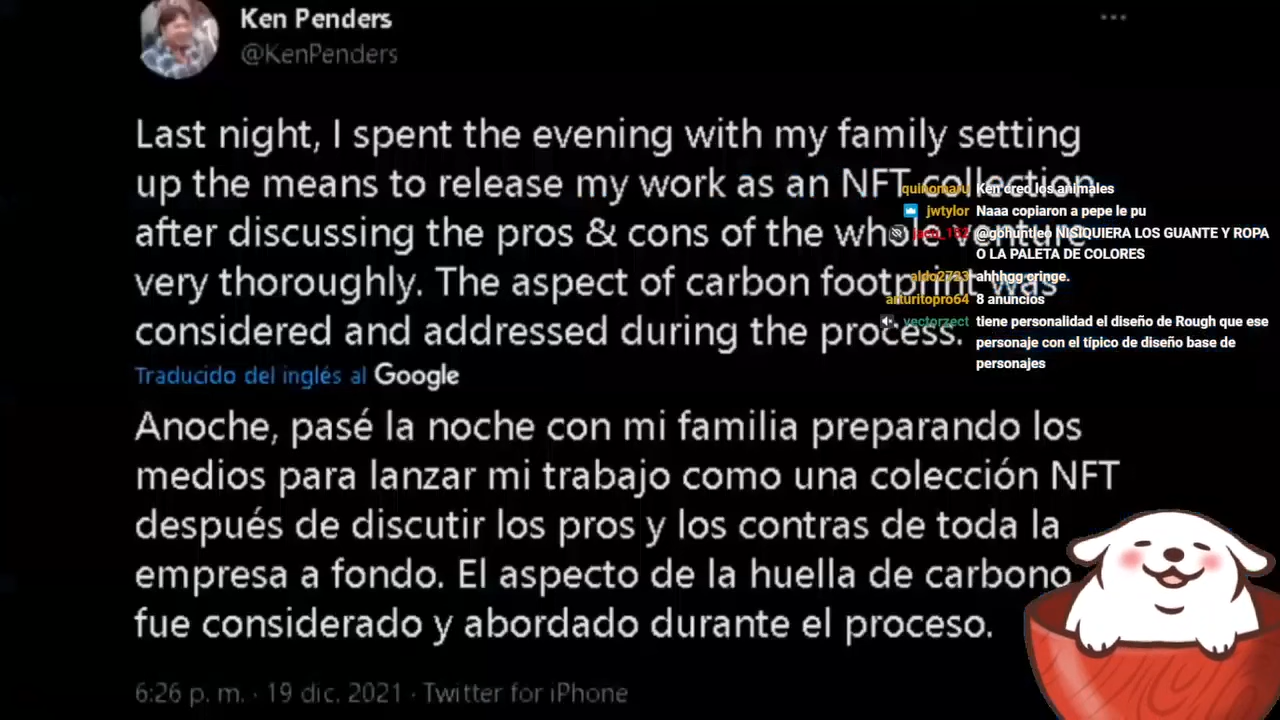 Ken Penders
@KenPenders
Last night, I spent the evening with my family setting
up the means to release my work as an NFT collection
after discussing the pros & cons of the whole venture
very thoroughly. The aspect of carbon footprint was
considered and addressed during the process.
Traducido del inglés al Google
Anoche, pasé la noche con mi familia preparando los
medios para lanzar mi trabajo como una colección NFT
después de discutir los pros y los contras de toda la
empresa a fondo. El aspecto de la huella de carbono
fue considerado y abordado durante el proceso.
6:26 p. m. · 19 dic. 2021 · Twitter for iPhone
Ken creo los animales
jwtylor Naaa copiaron a pepe le pu
@gohuntleo NISIQUIERA LOS GUANTE Y ROPA
O LA PALETA DE COLORES
aldo2733 ahhhgg cringe.
arturitopro64 8 anuncios
vectorzect tiene personalidad el diseño de Rough que ese
personaje con el típico de diseño base de
personajes